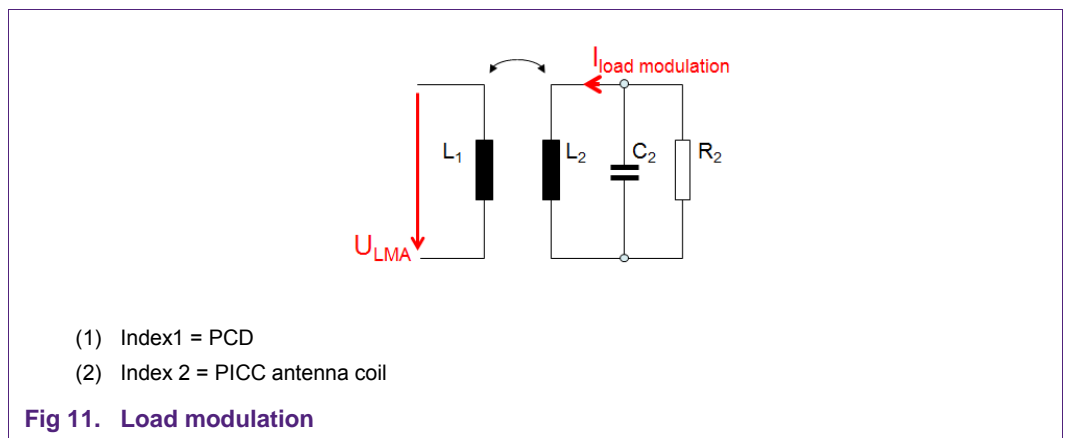 I load modulation
L1
L2
C2
R2
ULMA
(1) Index1 = PCD
(2) Index 2 = PICC antenna coil
Fig 11. Load modulation